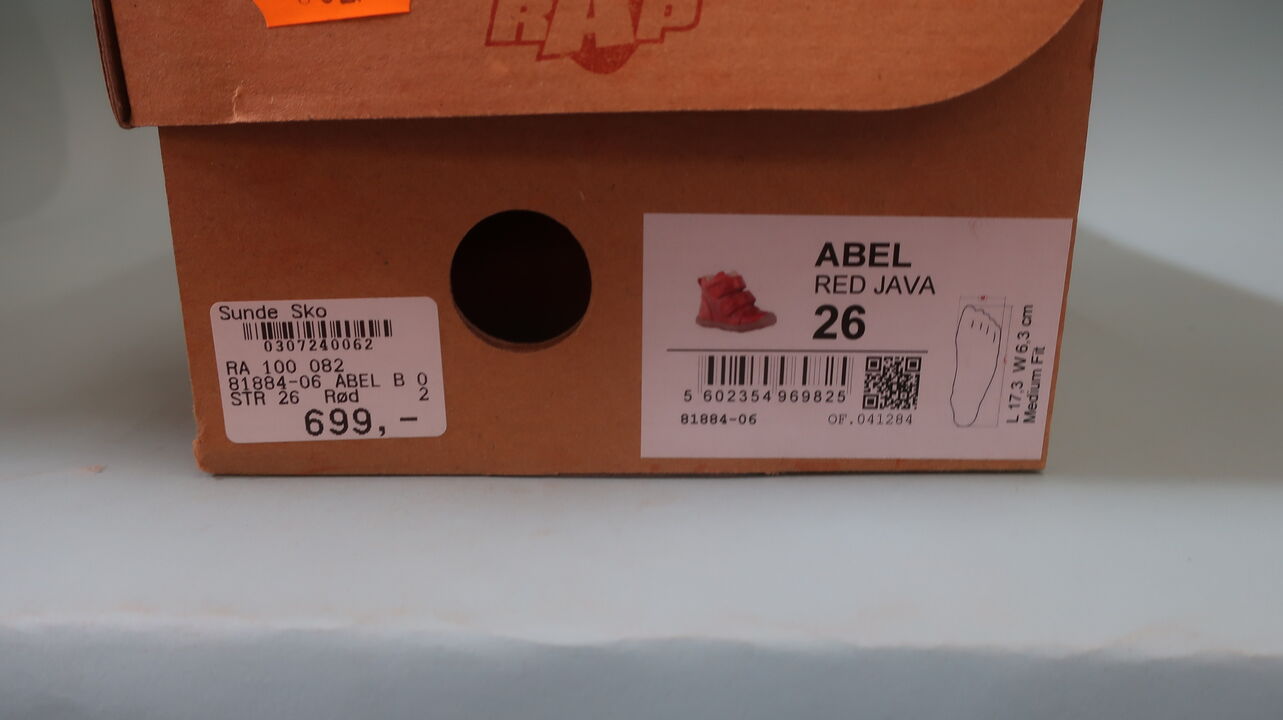 RAP
Sunde Sko
0307240062
RA 100 082
81884-06 ABEL B 0
STR 26 Rød 2
699,-
ABEL
RED JAVA
26
5 602354 969825
81884-06 OF.041284
L 17,3 W 6,3 cm
Medium Fit